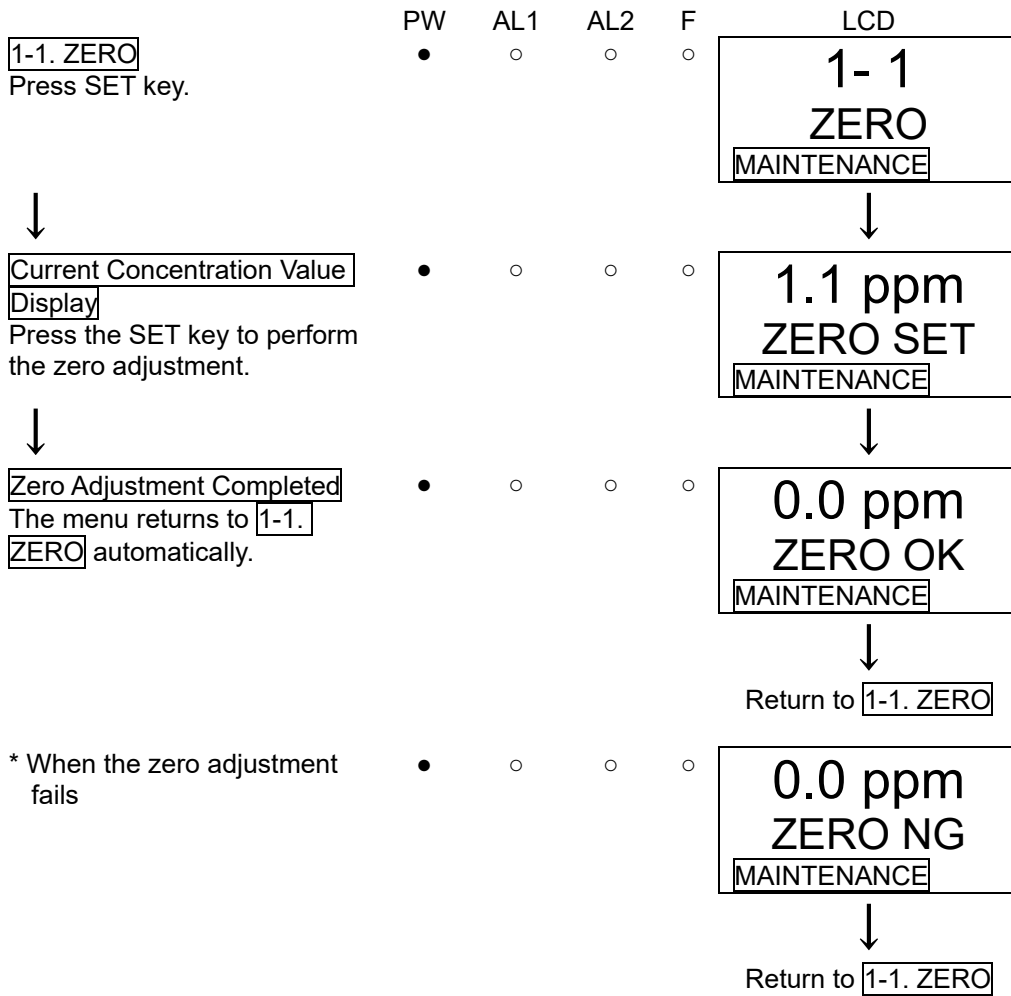 PW AL1 AL2 F LCD
1-1. ZERO
Press SET key.
● ○ ○ ○
1- 1
ZERO
MAINTENANCE
↓ ↓
Current Concentration Value
Display
Press the SET key to perform
the zero adjustment.
● ○ ○ ○
1.1 ppm
ZERO SET
MAINTENANCE
↓ ↓
Zero Adjustment Completed
The menu returns to 1-1.
ZERO automatically.
● ○ ○ ○
0.0 ppm
ZERO OK
MAINTENANCE
↓
Return to 1-1. ZERO
* When the zero adjustment
fails
● ○ ○ ○
0.0 ppm
ZERO NG
MAINTENANCE
↓
Return to 1-1. ZERO